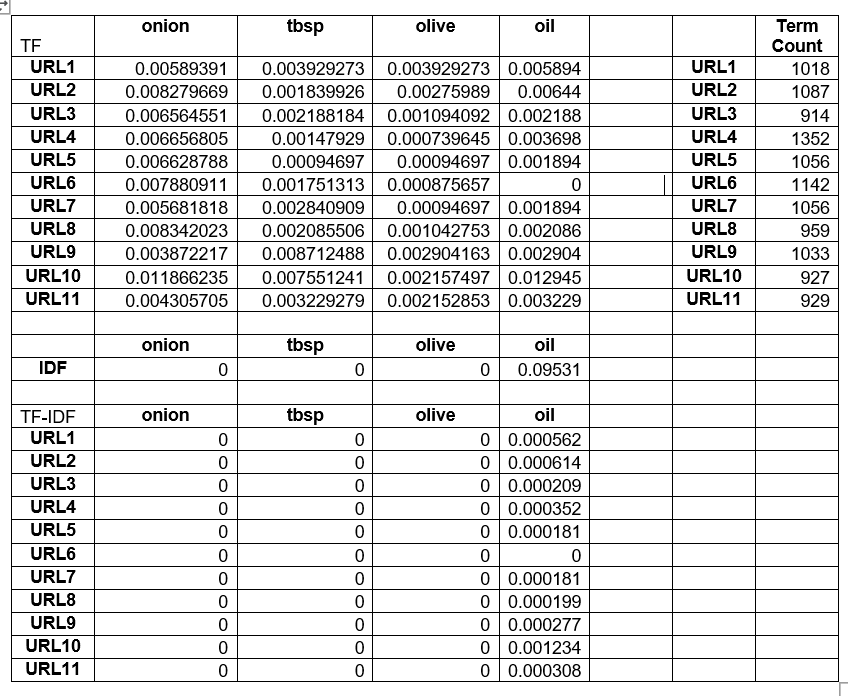 onion tbsp olive oil Term
TF Count
URL1 0.00589391 0.003929273 0.003929273 0.005894 URL1 1018
URL2 0.008279669 0.001839926 0.00275989 0.00644 URL2 1087
URL3 0.006564551 0.002188184 0.001094092 0.002188 URL3 914
URL4 0.006656805 0.00147929 0.000739645 0.003698 URL4 1352
URL5 0.006628788 0.00094697 0.00094697 0.001894 URL5 1056
URL6 0.007880911 0.001751313 0.000875657 0 URL6 1142
URL7 0.005681818 0.002840909 0.00094697 0.001894 URL7 1056
URL8 0.008342023 0.002085506 0.001042753 0.002086 URL8 959
URL9 0.003872217 0.008712488 0.002904163 0.002904 URL9 1033
URL10 0.011866235 0.007551241 0.002157497 0.012945 URL10 927
URL11 0.004305705 0.003229279 0.002152853 0.003229 URL11 929
onion tbsp olive oil
IDF 0 0 0 0.09531
TF-IDF onion tbsp olive oil
URL1 0 0 0 0.000562
URL2 0 0 0 0.000614
URL3 0 0 0 0.000209
URL4 0 0 0 0.000352
URL5 0 0 0 0.000181
URL6 0 0 0 0
URL7 0 0 0 0.000181
URL8 0 0 0 0.000199
URL9 0 0 0 0.000277
URL10 0 0 0 0.001234
URL11 0 0 0 0.000308